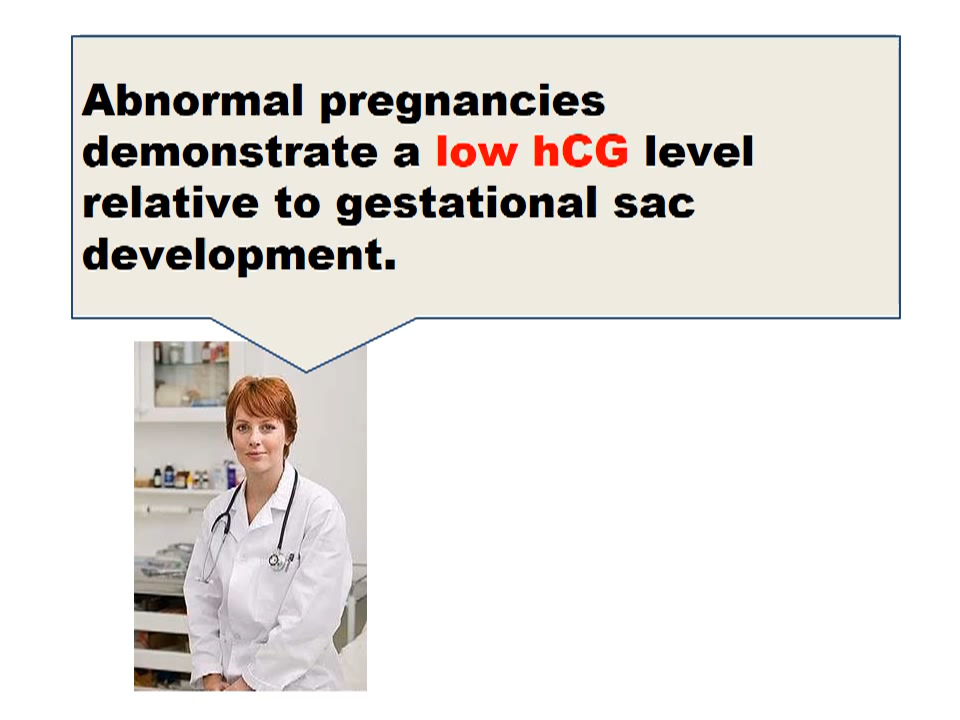 Abnormal pregnancies
demonstrate a low hCG level
relative to gestational sac
development.